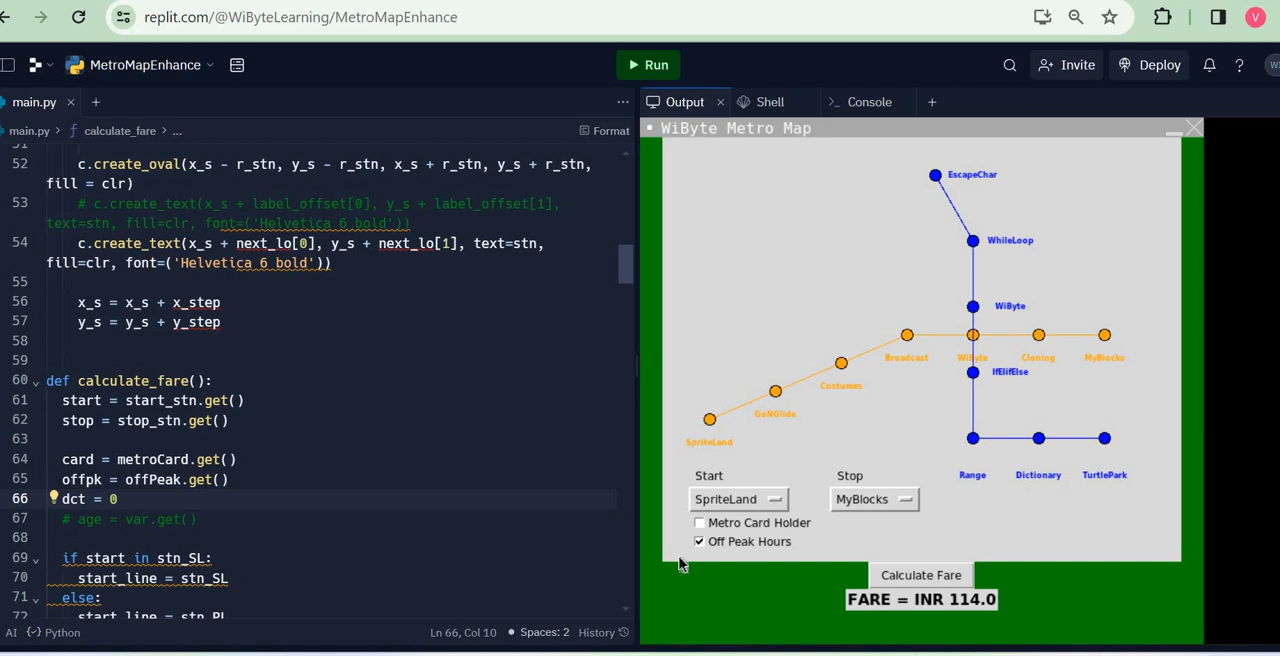 replit.com/@WiByteLearning/MetroMapEnhance
V
MetroMapEnhance
Run
Invite
Deploy
main.py
Output
Shell
Console
main.py > calculate_fare > ...
Format
52 c.create_oval(x_s - r_stn, y_s - r_stn, x_s + r_stn, y_s + r_stn,
fill = clr)
53 # c.create_text(x_s + label_offset[0], y_s + label_offset[1],
text=stn, fill=clr, font=('Helvetica 6 bold'))
54 c.create_text(x_s + next_lo[0], y_s + next_lo[1], text=stn,
fill=clr, font=('Helvetica 6 bold'))
55
56 x_s = x_s + x_step
57 y_s = y_s + y_step
58
59
60 def calculate_fare():
61 start = start_stn.get()
62 stop = stop_stn.get()
63
64 card = metroCard.get()
65 offpk = offPeak.get()
66 dct = 0
67 # age = var.get()
68
69 if start in stn_SL:
70 start_line = stn_SL
71 else:
72 start_line = stn_PL
AI
Python
Ln 66, Col 10
Spaces: 2
History
WiByte Metro Map
EscapeChar
WhileLoop
WiByte
Broadcast
WiByte
Cloning
MyBlocks
IfElifElse
Costumes
GoNGlide
SpriteLand
Range
Dictionary
TurtlePark
Start
Stop
SpriteLand
MyBlocks
Metro Card Holder
Off Peak Hours
Calculate Fare
FARE = INR 114.0